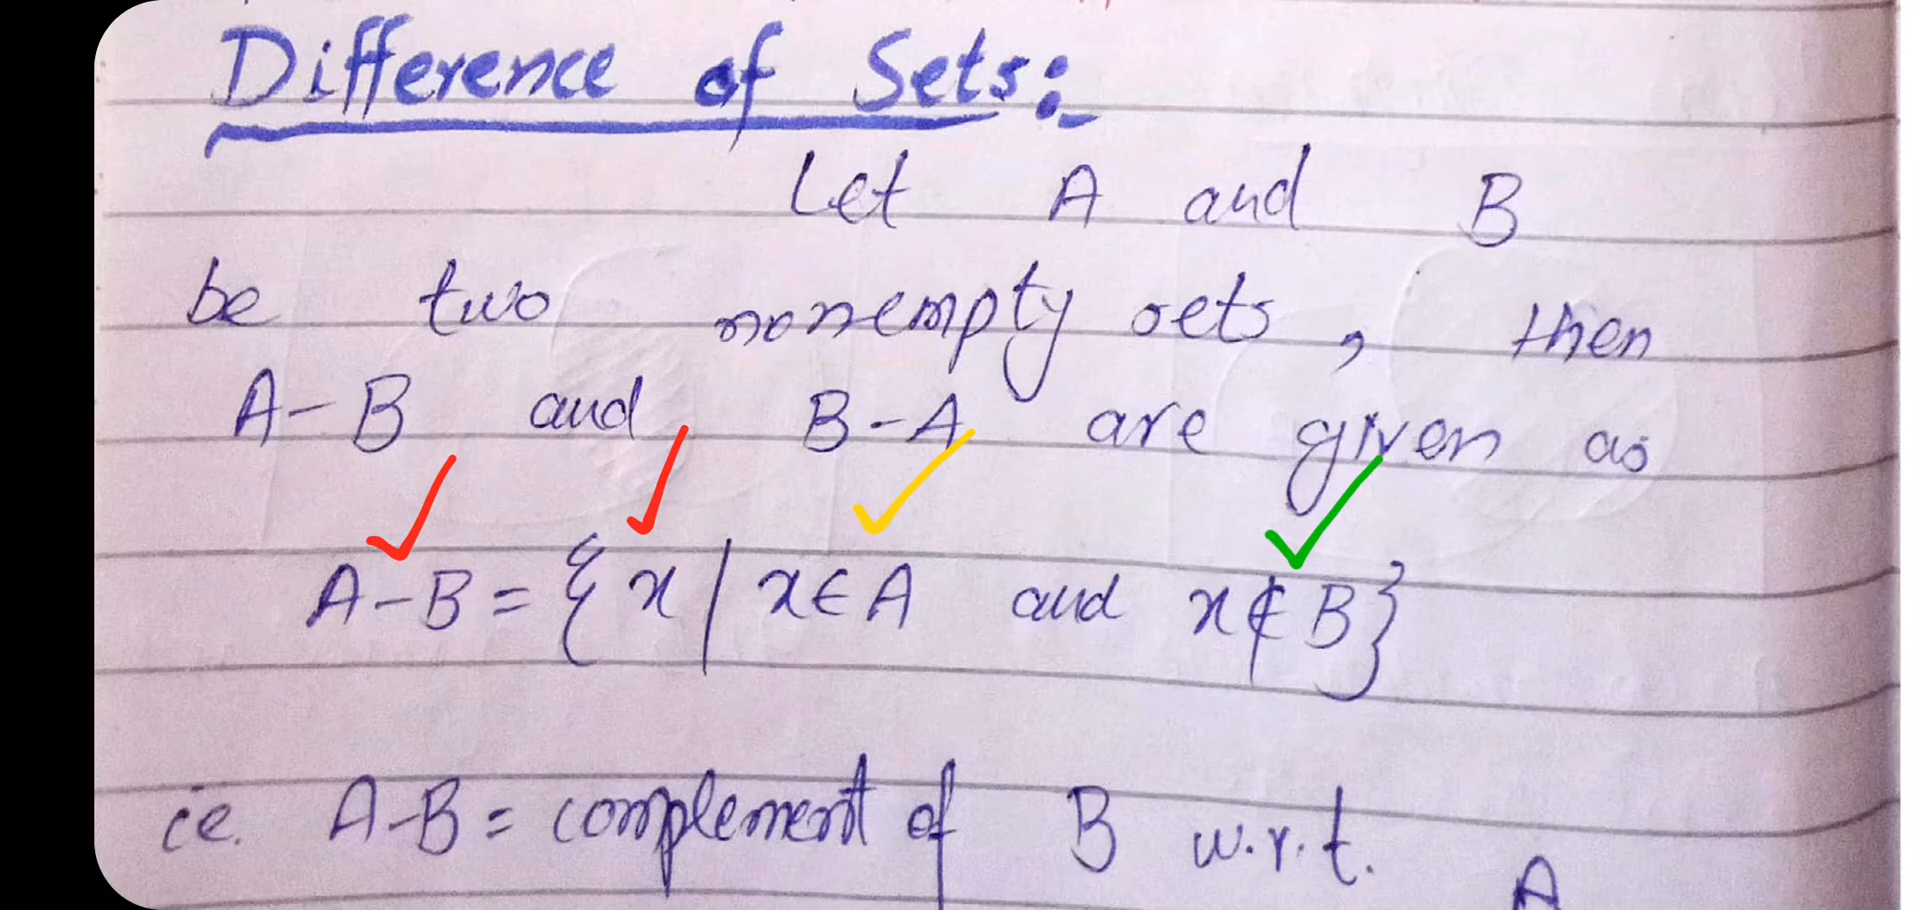 Difference of Sets:-
Let A and B
be two nonempty sets, then
A-B and B-A are given as
A-B = {x / x∈A and x∉B}
ie. A-B = complement of B w.r.t. A